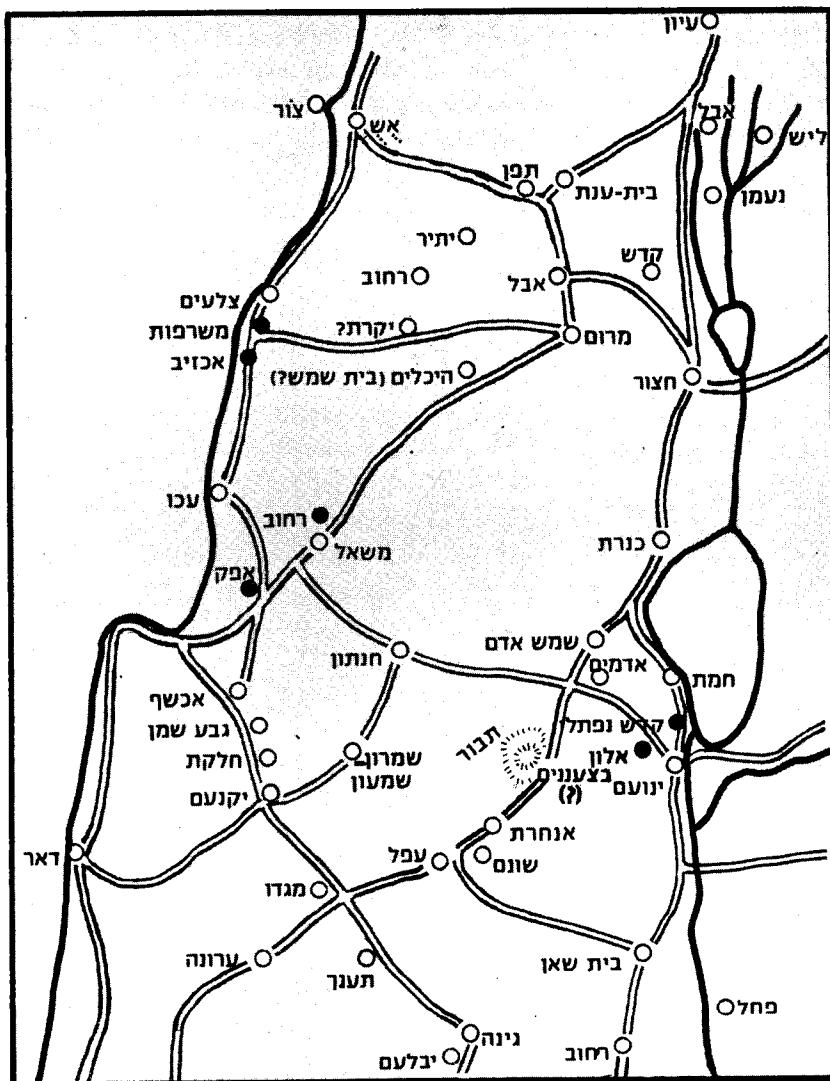 עיון
צור
אש
אבל
ליש
תפן
בית-ענת
נעמן
יתיר
קדש
רחוב
אבל
צלעים
משרפות
יקרת?
מרום
אכזיב
היכלים (בית שמש?)
חצור
עכו
רחוב
משאל
כנרת
אפק
שמש אדם
חנתון
אדמים
חמת
אכשף
גבע שמן
קדש נפתלי
תבור
חלקת
שמרון
שמעון
אלון
בצעננים
(?)
ינועם
יקנעם
אנחרת
דאר
עפל
שונם
מגדו
ערונה
תענך
בית שאן
פחל
גינה
יבלעם
רחוב